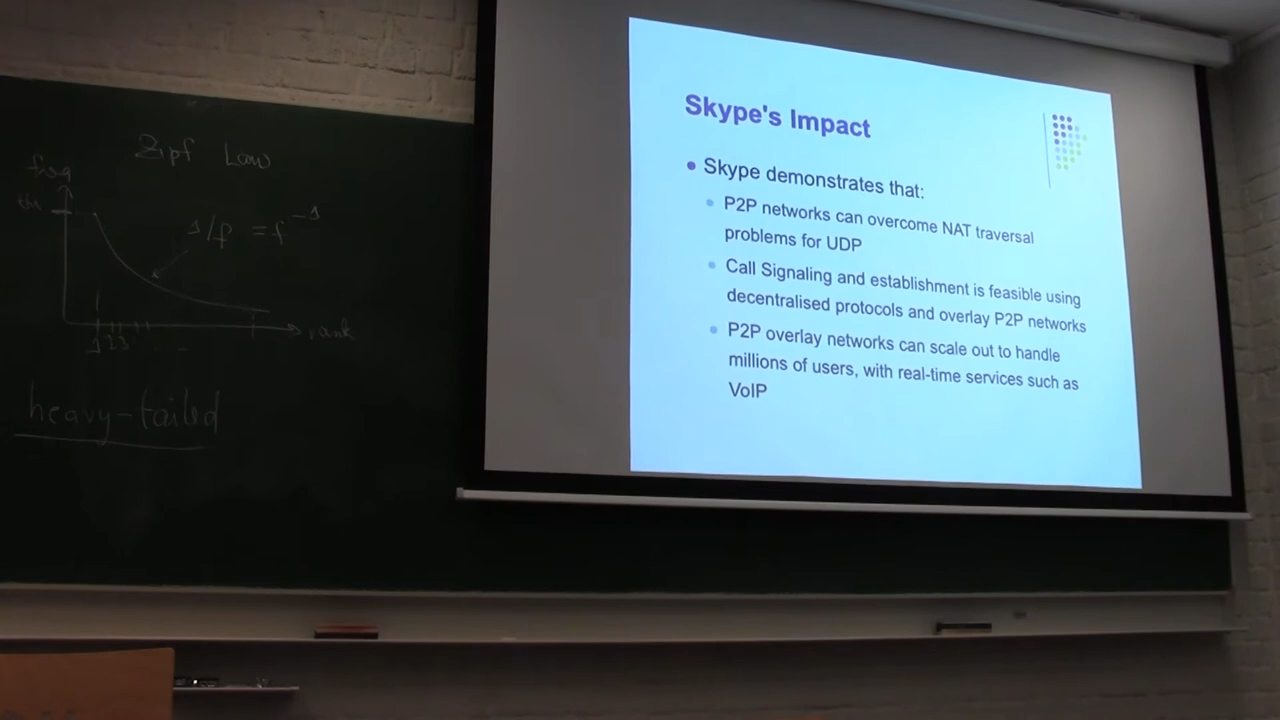 Zipf Law
freq
1/f = f^-1
rank
1 2 3
heavy-tailed
Skype's Impact
Skype demonstrates that:
P2P networks can overcome NAT traversal
problems for UDP
Call Signaling and establishment is feasible using
decentralised protocols and overlay P2P networks
P2P overlay networks can scale out to handle
millions of users, with real-time services such as
VoIP